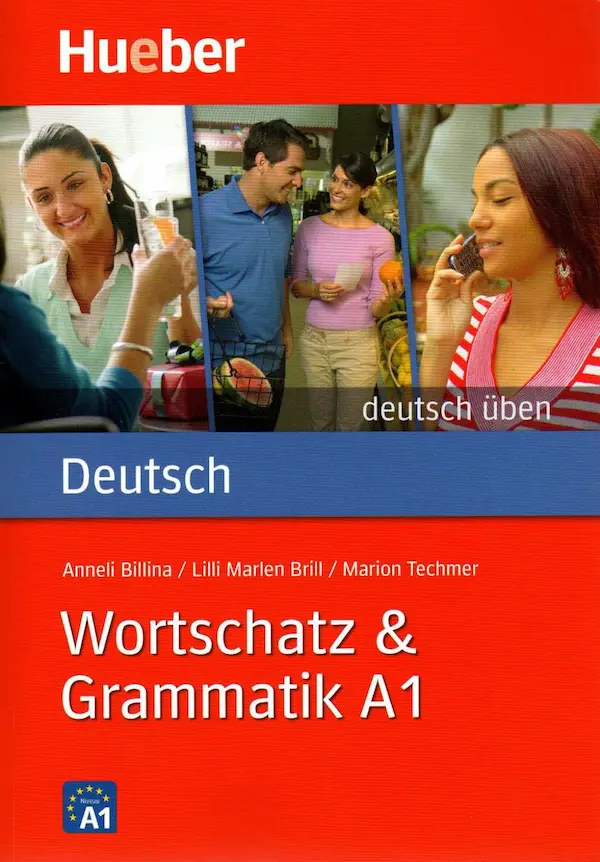 Hueber
deutsch üben
Deutsch
Anneli Billina / Lilli Marlen Brill / Marion Techmer
Wortschatz &
Grammatik A1
Niveau
A1